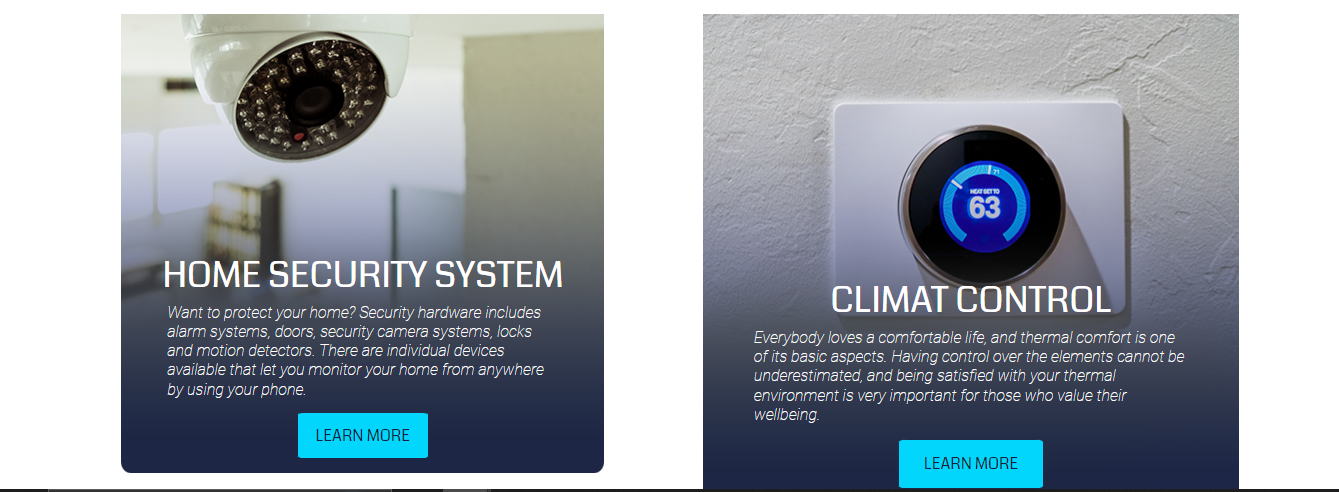 HOME SECURITY SYSTEM
Want to protect your home? Security hardware includes
alarm systems, doors, security camera systems, locks
and motion detectors. There are individual devices
available that let you monitor your home from anywhere
by using your phone.
LEARN MORE
71
HEAT SET TO
63
CLIMAT CONTROL
Everybody loves a comfortable life, and thermal comfort is one
of its basic aspects. Having control over the elements cannot be
underestimated, and being satisfied with your thermal
environment is very important for those who value their
wellbeing.
LEARN MORE